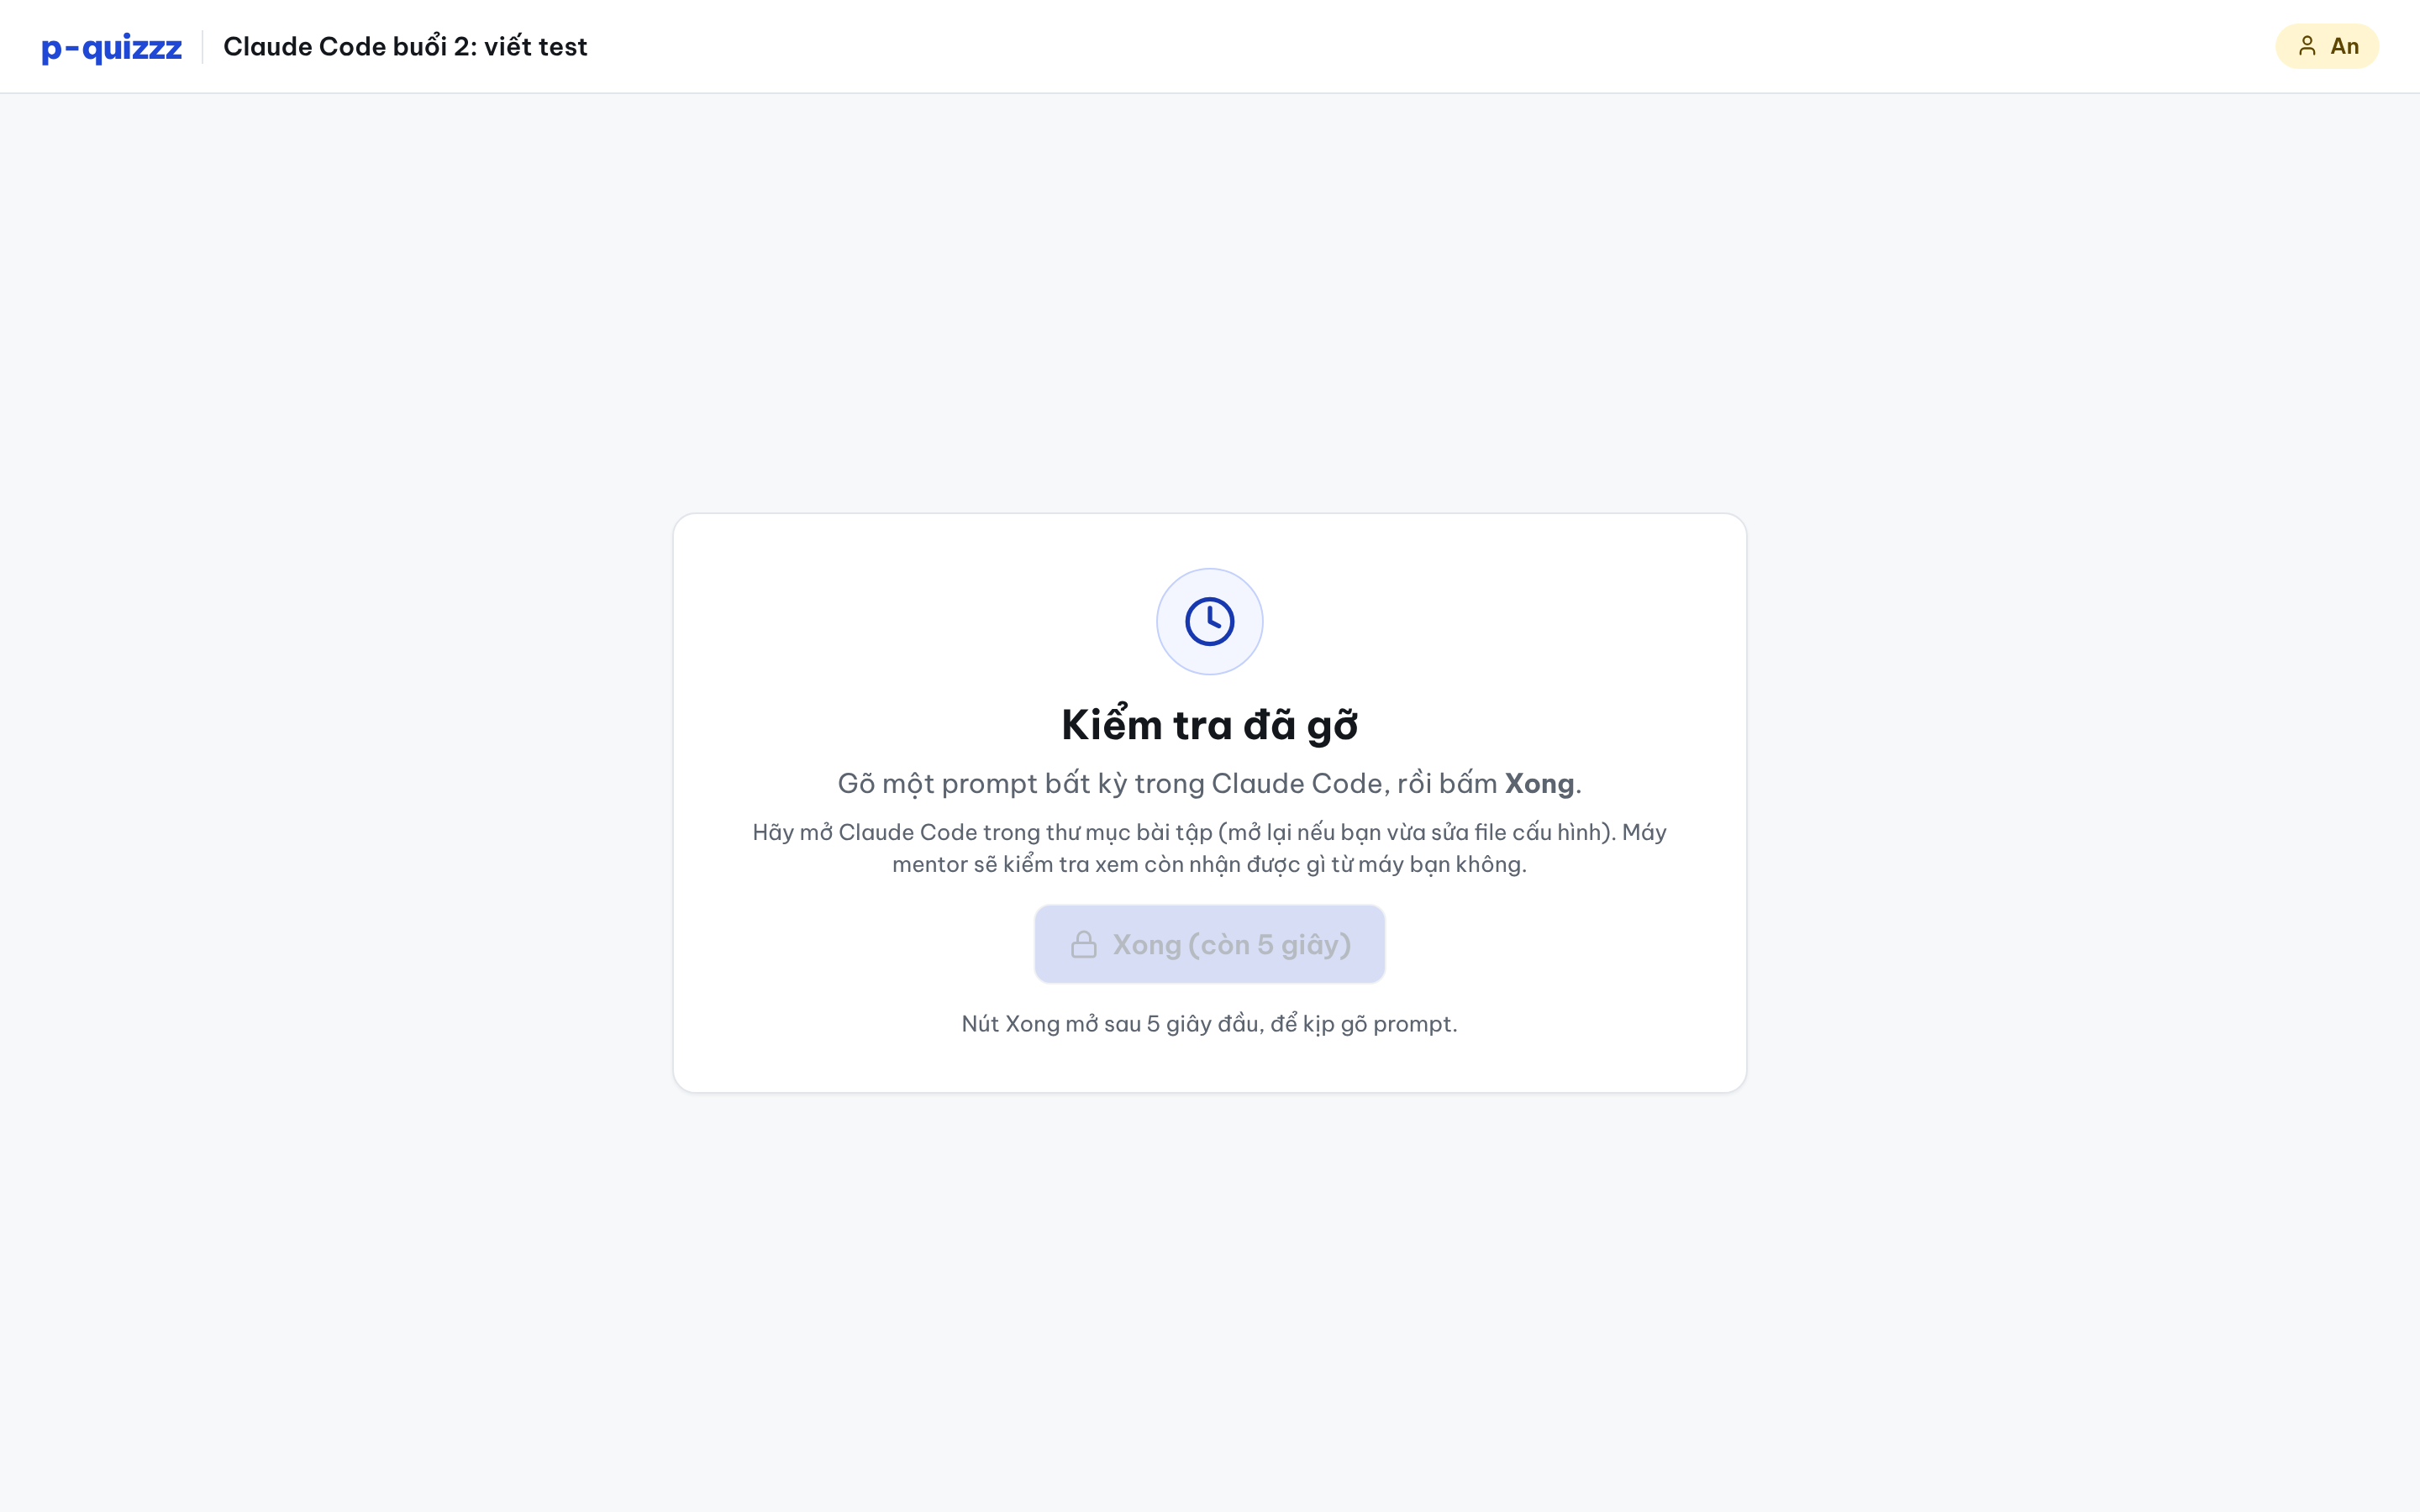 p-quizzz
Claude Code buổi 2: viết test
An
Kiểm tra đã gỡ
Gõ một prompt bất kỳ trong Claude Code, rồi bấm Xong.
Hãy mở Claude Code trong thư mục bài tập (mở lại nếu bạn vừa sửa file cấu hình). Máy
mentor sẽ kiểm tra xem còn nhận được gì từ máy bạn không.
Xong (còn 5 giây)
Nút Xong mở sau 5 giây đầu, để kịp gõ prompt.